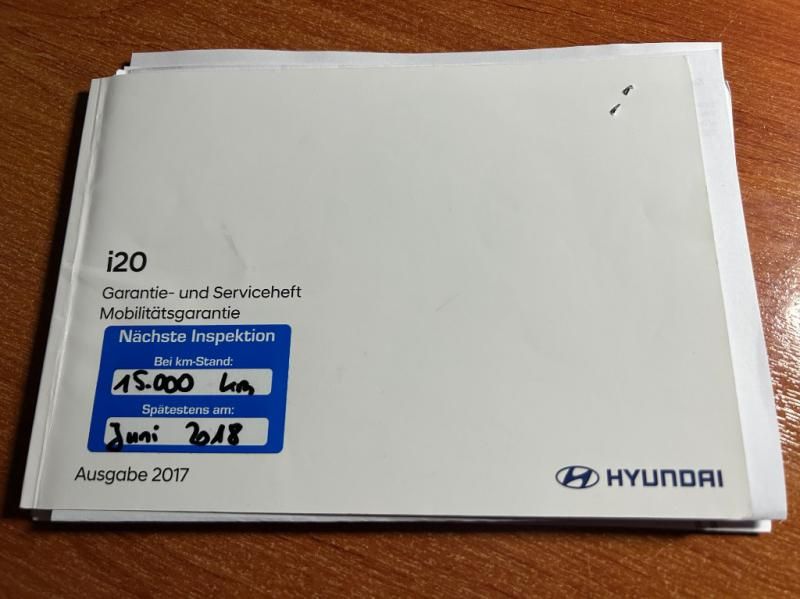 i20
Garantie- und Serviceheft
Mobilitätsgarantie
Nächste Inspektion
Bei km-Stand:
15.000 km
Spätestens am:
Juni 2018
Ausgabe 2017
HYUNDAI